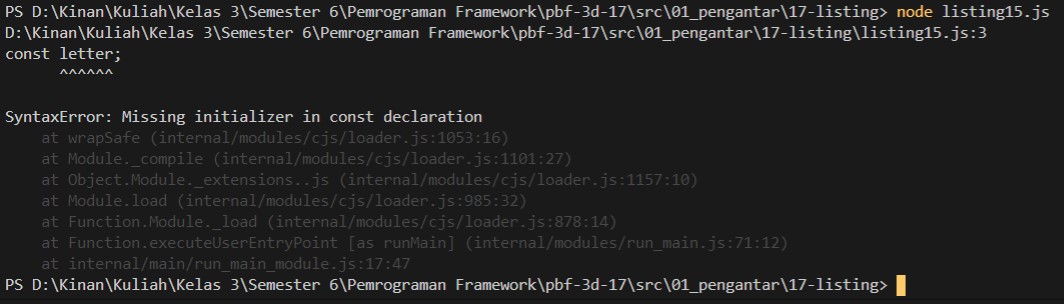 PS D:\Kinan\Kuliah\Kelas 3\Semester 6\Pemrograman Framework\pbf-3d-17\src\01_pengantar\17-listing> node listing15.js
D:\Kinan\Kuliah\Kelas 3\Semester 6\Pemrograman Framework\pbf-3d-17\src\01_pengantar\17-listing\listing15.js:3
const letter;
      ^^^^^^

SyntaxError: Missing initializer in const declaration
    at wrapSafe (internal/modules/cjs/loader.js:1053:16)
    at Module._compile (internal/modules/cjs/loader.js:1101:27)
    at Object.Module._extensions..js (internal/modules/cjs/loader.js:1157:10)
    at Module.load (internal/modules/cjs/loader.js:985:32)
    at Function.Module._load (internal/modules/cjs/loader.js:878:14)
    at Function.executeUserEntryPoint [as runMain] (internal/modules/run_main.js:71:12)
    at internal/main/run_main_module.js:17:47
PS D:\Kinan\Kuliah\Kelas 3\Semester 6\Pemrograman Framework\pbf-3d-17\src\01_pengantar\17-listing>